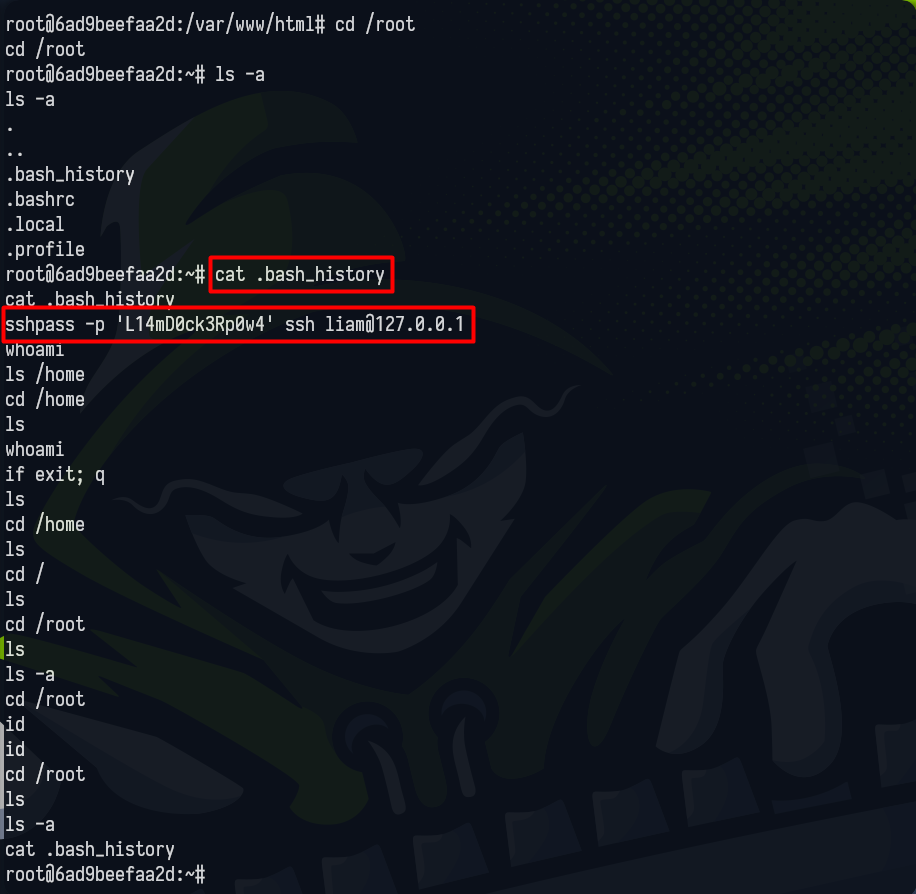 root@6ad9beefaa2d:/var/www/html# cd /root
cd /root
root@6ad9beefaa2d:~# ls -a
ls -a
.
..
.bash_history
.bashrc
.local
.profile
root@6ad9beefaa2d:~# cat .bash_history
cat .bash_history
sshpass -p 'L14mD0ck3Rp0w4' ssh liam@127.0.0.1
whoami
ls /home
cd /home
ls
whoami
if exit; q
ls
cd /home
ls
cd /
ls
cd /root
ls
ls -a
cd /root
id
id
cd /root
ls
ls -a
cat .bash_history
root@6ad9beefaa2d:~#